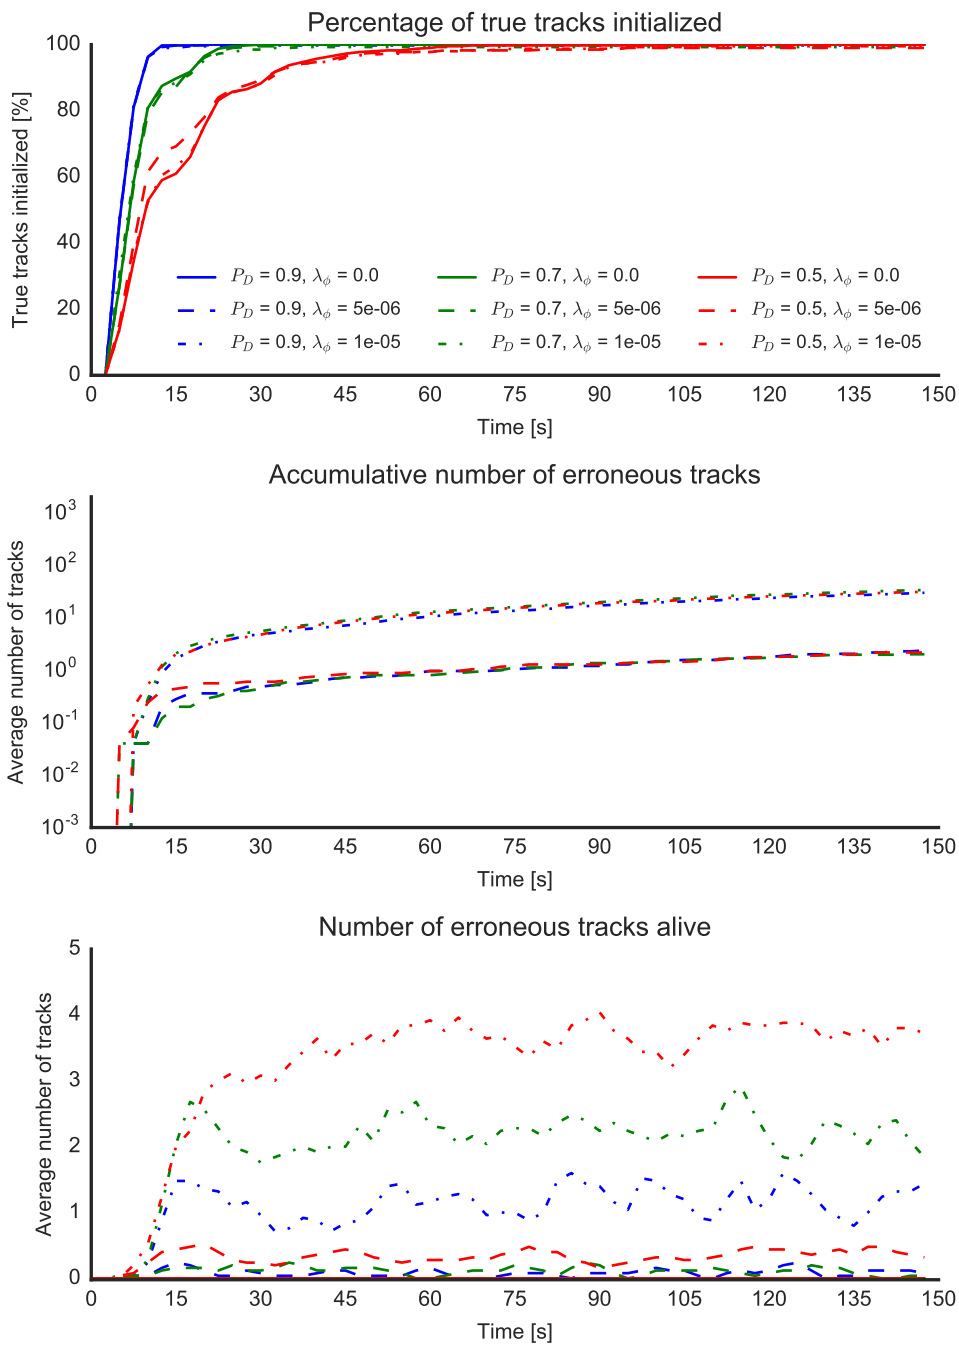 Percentage of true tracks initialized
True tracks initialized [%]
100
80
60
40
20
0
P_D = 0.9, λ_ϕ = 0.0
P_D = 0.7, λ_ϕ = 0.0
P_D = 0.5, λ_ϕ = 0.0
P_D = 0.9, λ_ϕ = 5e-06
P_D = 0.7, λ_ϕ = 5e-06
P_D = 0.5, λ_ϕ = 5e-06
P_D = 0.9, λ_ϕ = 1e-05
P_D = 0.7, λ_ϕ = 1e-05
P_D = 0.5, λ_ϕ = 1e-05
0 15 30 45 60 75 90 105 120 135 150
Time [s]
Accumulative number of erroneous tracks
Average number of tracks
10^3
10^2
10^1
10^0
10^-1
10^-2
10^-3
0 15 30 45 60 75 90 105 120 135 150
Time [s]
Number of erroneous tracks alive
Average number of tracks
5
4
3
2
1
0
0 15 30 45 60 75 90 105 120 135 150
Time [s]